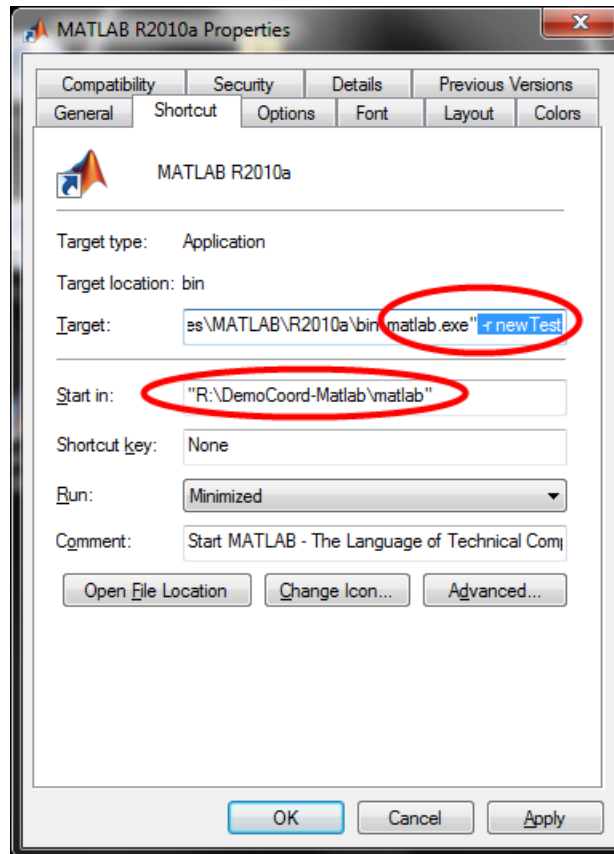 MATLAB R2010a Properties
Compatibility Security Details Previous Versions
General Shortcut Options Font Layout Colors
MATLAB R2010a
Target type: Application
Target location: bin
Target: es\MATLAB\R2010a\bin\matlab.exe" -r newTest
Start in: "R:\DemoCoord-Matlab\matlab"
Shortcut key: None
Run: Minimized
Comment: Start MATLAB - The Language of Technical Comp
Open File Location Change Icon... Advanced...
OK Cancel Apply